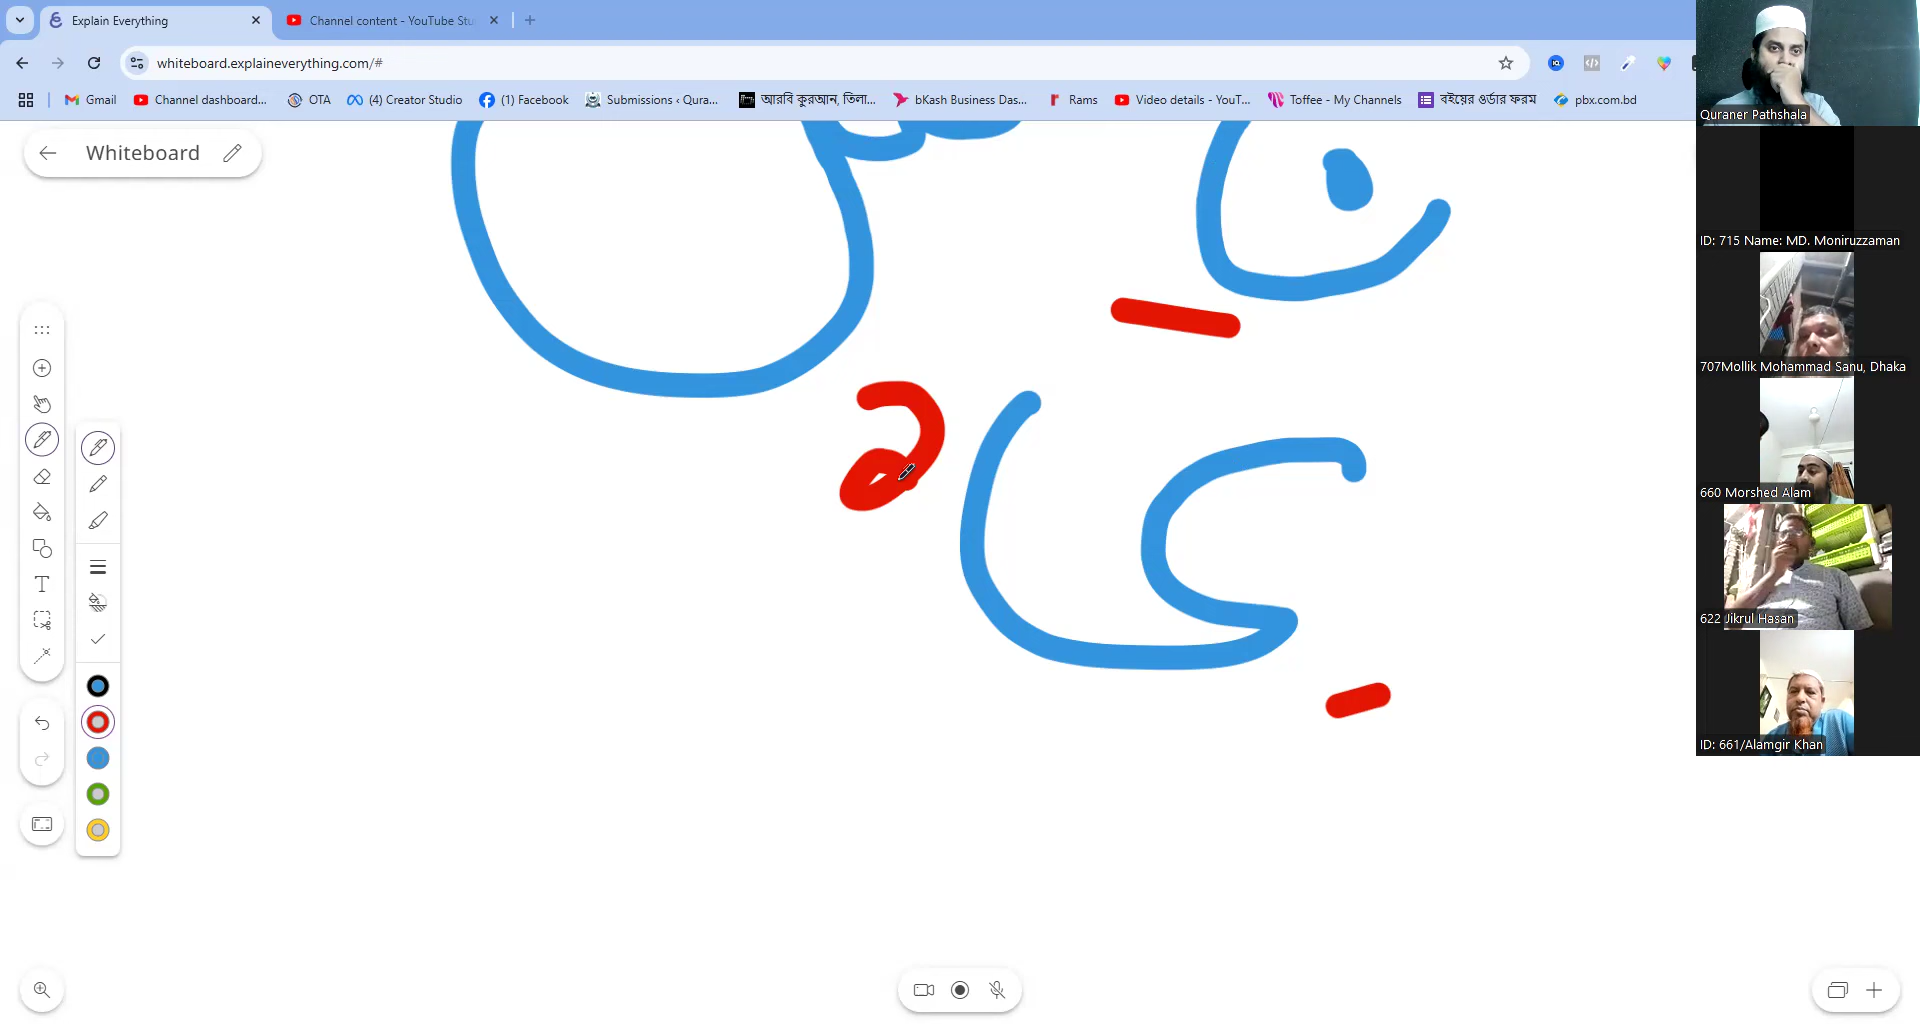 Explain Everything
Channel content - YouTube Stu
whiteboard.explaineverything.com/#
Gmail
Channel dashboard...
OTA
(4) Creator Studio
(1) Facebook
Submissions ‹ Qura...
আরবি কুরআন, তিলা...
bKash Business Das...
Rams
Video details - YouT...
Toffee - My Channels
বইয়ের ওর্ডার ফরম
pbx.com.bd
Whiteboard
T
Quraner Pathshala
ID: 715 Name: MD. Moniruzzaman
707Mollik Mohammad Sanu, Dhaka
660 Morshed Alam
622 Jikrul Hasan
ID: 661/Alamgir Khan